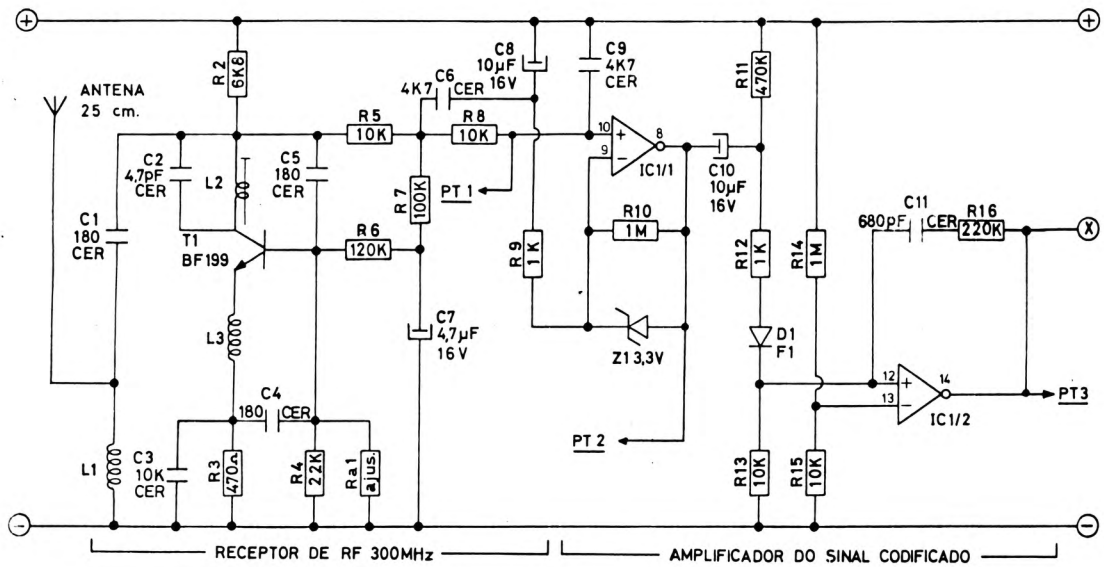 +
+
ANTENA
25 cm.
R2
6K8
C1
180
CER
C2
4,7pF
CER
L2
T1
BF199
C5
180
CER
L3
L1
C3
10K
CER
R3
470Ω
C4
180 CER
R4
22K
Ra1
ajus.
R5
10K
4K7 C6 CER
R8
10K
R7
100K
R6
120K
C7
4,7µF
16V
PT 1
C8
10µF
16V
C9
4K7
CER
R9
1K
10 +
9 −
8
IC1/1
R10
1M
Z1 3,3V
PT 2
C10
10µF
16V
R11
470K
R12
1K
D1
F1
R13
10K
R14
1M
R15
10K
C11
680pF CER
R16
220K
X
12 +
13 −
14
IC1/2
PT3
−
−
RECEPTOR DE RF 300MHz
AMPLIFICADOR DO SINAL CODIFICADO